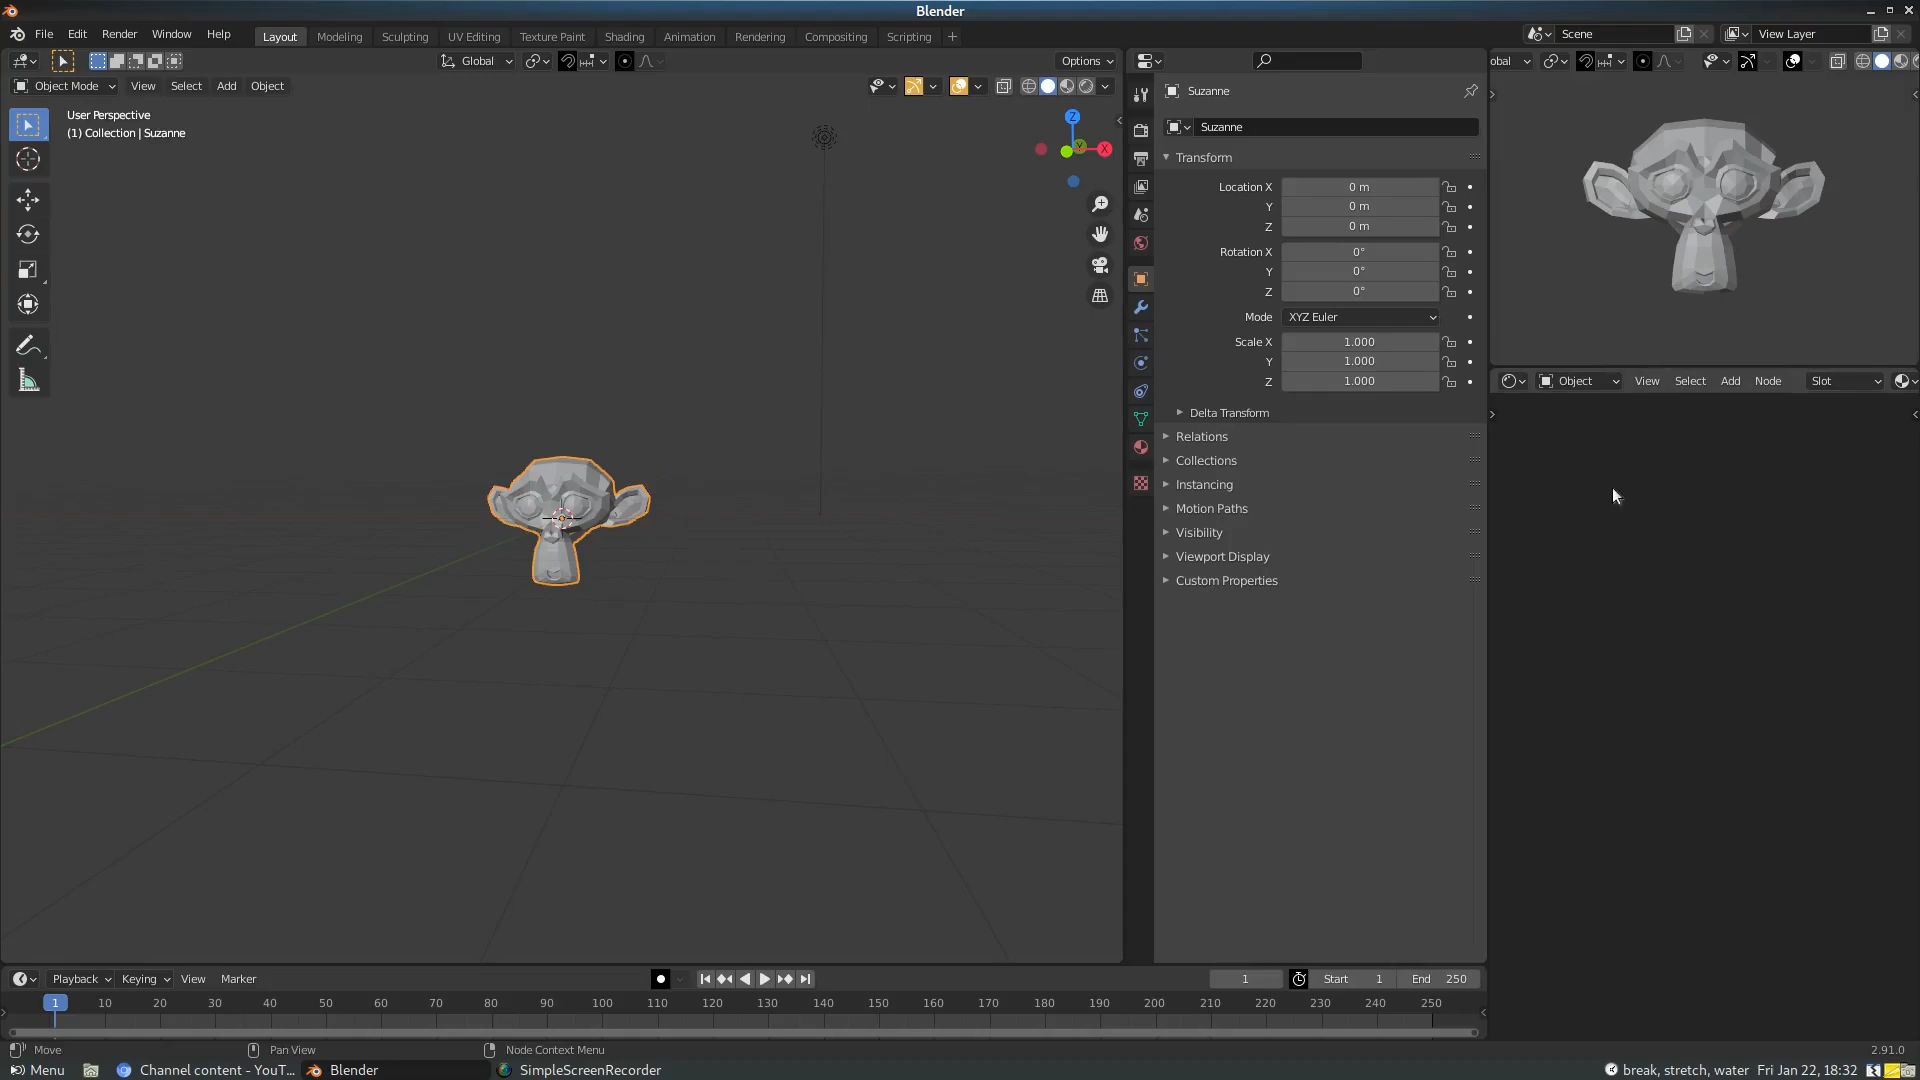 Blender
File Edit Render Window Help Layout Modeling Sculpting UV Editing Texture Paint Shading Animation Rendering Compositing Scripting + Scene View Layer
Global Options obal
Object Mode View Select Add Object
User Perspective
(1) Collection | Suzanne
Z
Y
X
Suzanne
Suzanne
Transform
Location X 0 m
Y 0 m
Z 0 m
Rotation X 0°
Y 0°
Z 0°
Mode XYZ Euler
Scale X 1.000
Y 1.000
Z 1.000
Delta Transform
Relations
Collections
Instancing
Motion Paths
Visibility
Viewport Display
Custom Properties
Object View Select Add Node Slot
Playback Keying View Marker 1 Start 1 End 250
1 10 20 30 40 50 60 70 80 90 100 110 120 130 140 150 160 170 180 190 200 210 220 230 240 250
Move Pan View Node Context Menu 2.91.0
Menu Channel content - YouT... Blender SimpleScreenRecorder break, stretch, water Fri Jan 22, 18:32